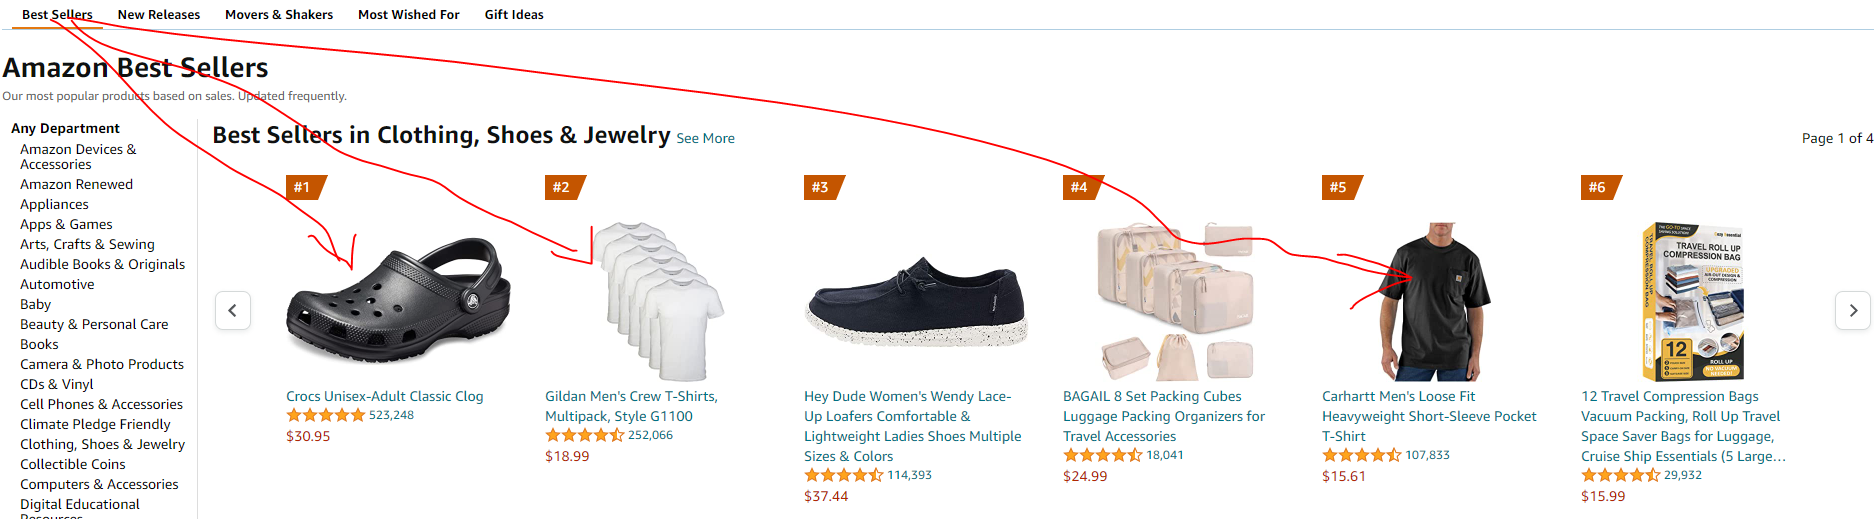 Best Sellers New Releases Movers & Shakers Most Wished For Gift Ideas
Amazon Best Sellers
Our most popular products based on sales. Updated frequently.
Any Department
Amazon Devices &
Accessories
Amazon Renewed
Appliances
Apps & Games
Arts, Crafts & Sewing
Audible Books & Originals
Automotive
Baby
Beauty & Personal Care
Books
Camera & Photo Products
CDs & Vinyl
Cell Phones & Accessories
Climate Pledge Friendly
Clothing, Shoes & Jewelry
Collectible Coins
Computers & Accessories
Digital Educational
Resources
Best Sellers in Clothing, Shoes & Jewelry See More
Page 1 of 4
#1
Crocs Unisex-Adult Classic Clog
523,248
$30.95
#2
Gildan Men's Crew T-Shirts,
Multipack, Style G1100
252,066
$18.99
#3
Hey Dude Women's Wendy Lace-
Up Loafers Comfortable &
Lightweight Ladies Shoes Multiple
Sizes & Colors
114,393
$37.44
#4
BAGAIL 8 Set Packing Cubes
Luggage Packing Organizers for
Travel Accessories
18,041
$24.99
#5
Carhartt Men's Loose Fit
Heavyweight Short-Sleeve Pocket
T-Shirt
107,833
$15.61
#6
TRAVEL ROLL UP
COMPRESSION BAG
UPGRADED
12
ROLL UP
NO VACUUM
NEEDED!
12 Travel Compression Bags
Vacuum Packing, Roll Up Travel
Space Saver Bags for Luggage,
Cruise Ship Essentials (5 Large...
29,932
$15.99